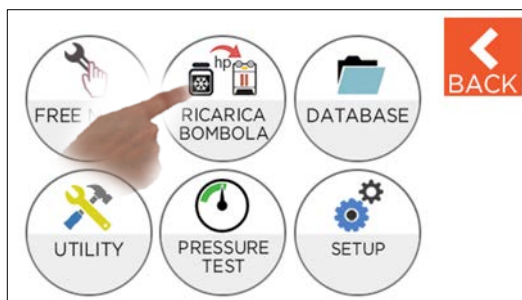 hp
FREE
RICARICA
BOMBOLA
DATABASE
BACK
UTILITY
PRESSURE
TEST
SETUP